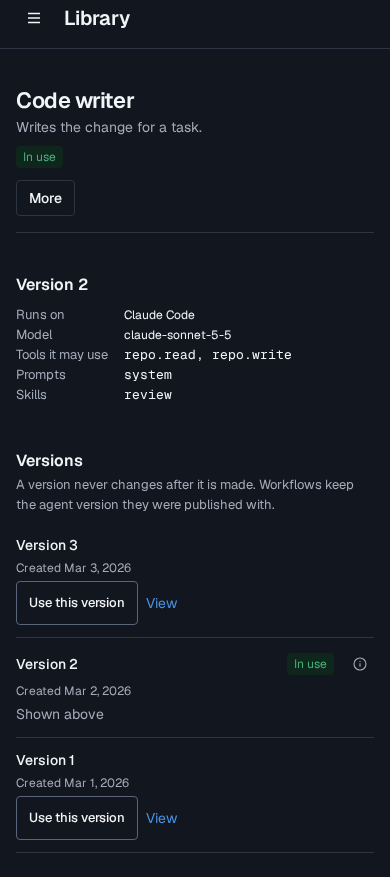 Library
Code writer
Writes the change for a task.
In use
More
Version 2
Runs on Claude Code
Model claude-sonnet-5-5
Tools it may use repo.read, repo.write
Prompts system
Skills review
Versions
A version never changes after it is made. Workflows keep
the agent version they were published with.
Version 3
Created Mar 3, 2026
Use this version View
Version 2 In use
Created Mar 2, 2026
Shown above
Version 1
Created Mar 1, 2026
Use this version View